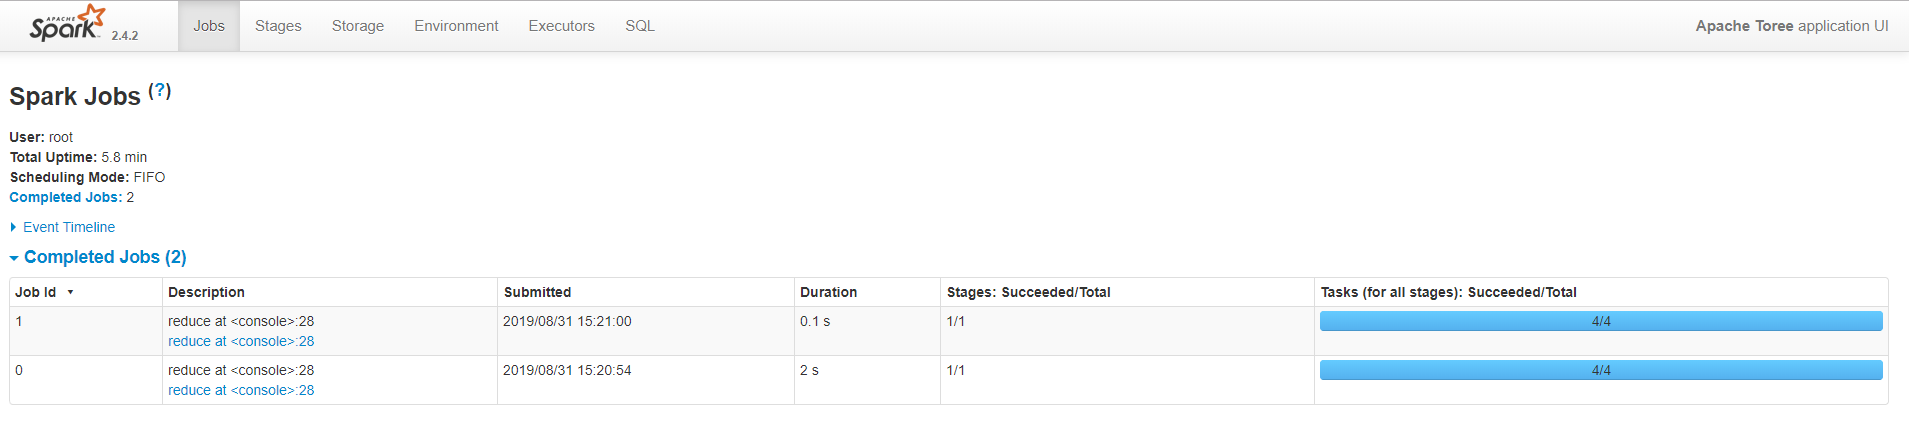 APACHE
Spark 2.4.2 Jobs Stages Storage Environment Executors SQL Apache Toree application UI
Spark Jobs (?)
User: root
Total Uptime: 5.8 min
Scheduling Mode: FIFO
Completed Jobs: 2
Event Timeline
Completed Jobs (2)
Job Id Description Submitted Duration Stages: Succeeded/Total Tasks (for all stages): Succeeded/Total
1 reduce at <console>:28 2019/08/31 15:21:00 0.1 s 1/1 4/4
reduce at <console>:28
0 reduce at <console>:28 2019/08/31 15:20:54 2 s 1/1 4/4
reduce at <console>:28